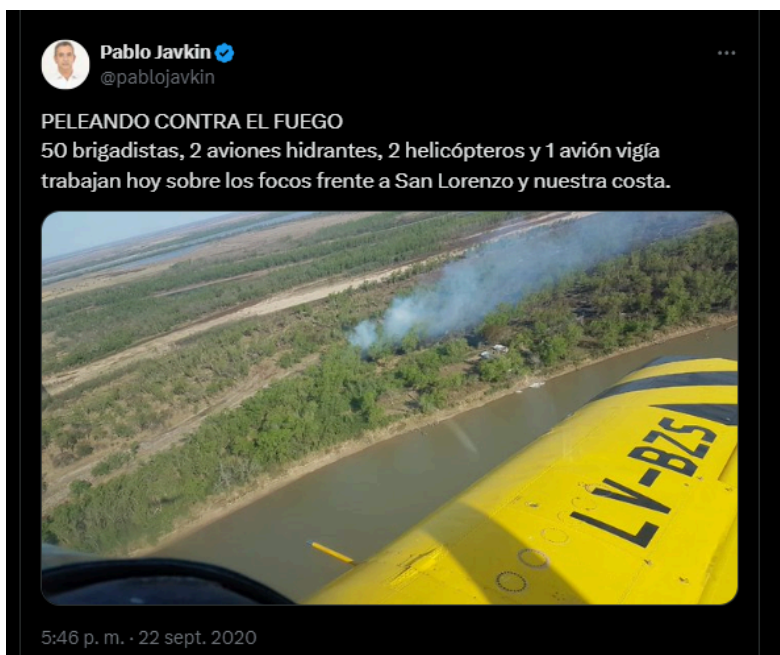 Pablo Javkin
@pablojavkin
PELEANDO CONTRA EL FUEGO
50 brigadistas, 2 aviones hidrantes, 2 helicópteros y 1 avión vigía
trabajan hoy sobre los focos frente a San Lorenzo y nuestra costa.
LV-BZS
5:46 p. m. · 22 sept. 2020